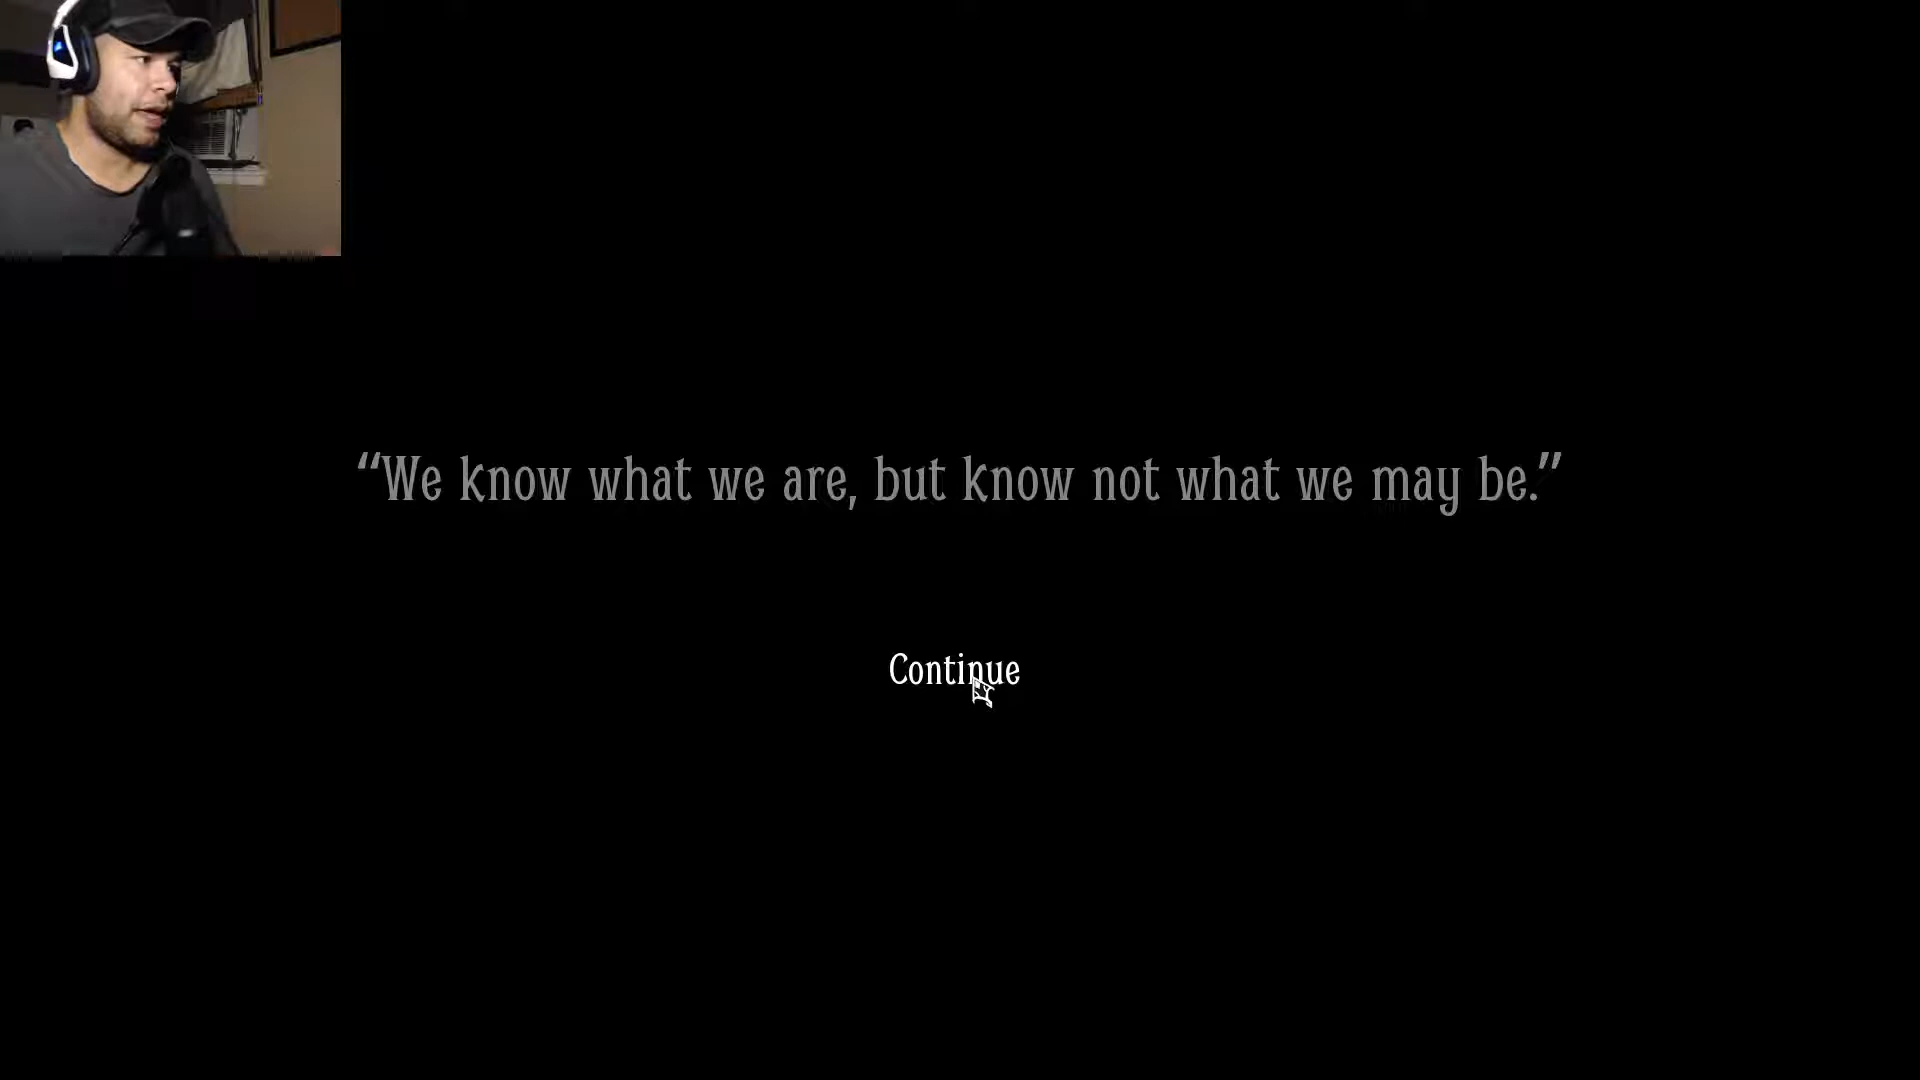 “We know what we are, but know not what we may be.”
Continue